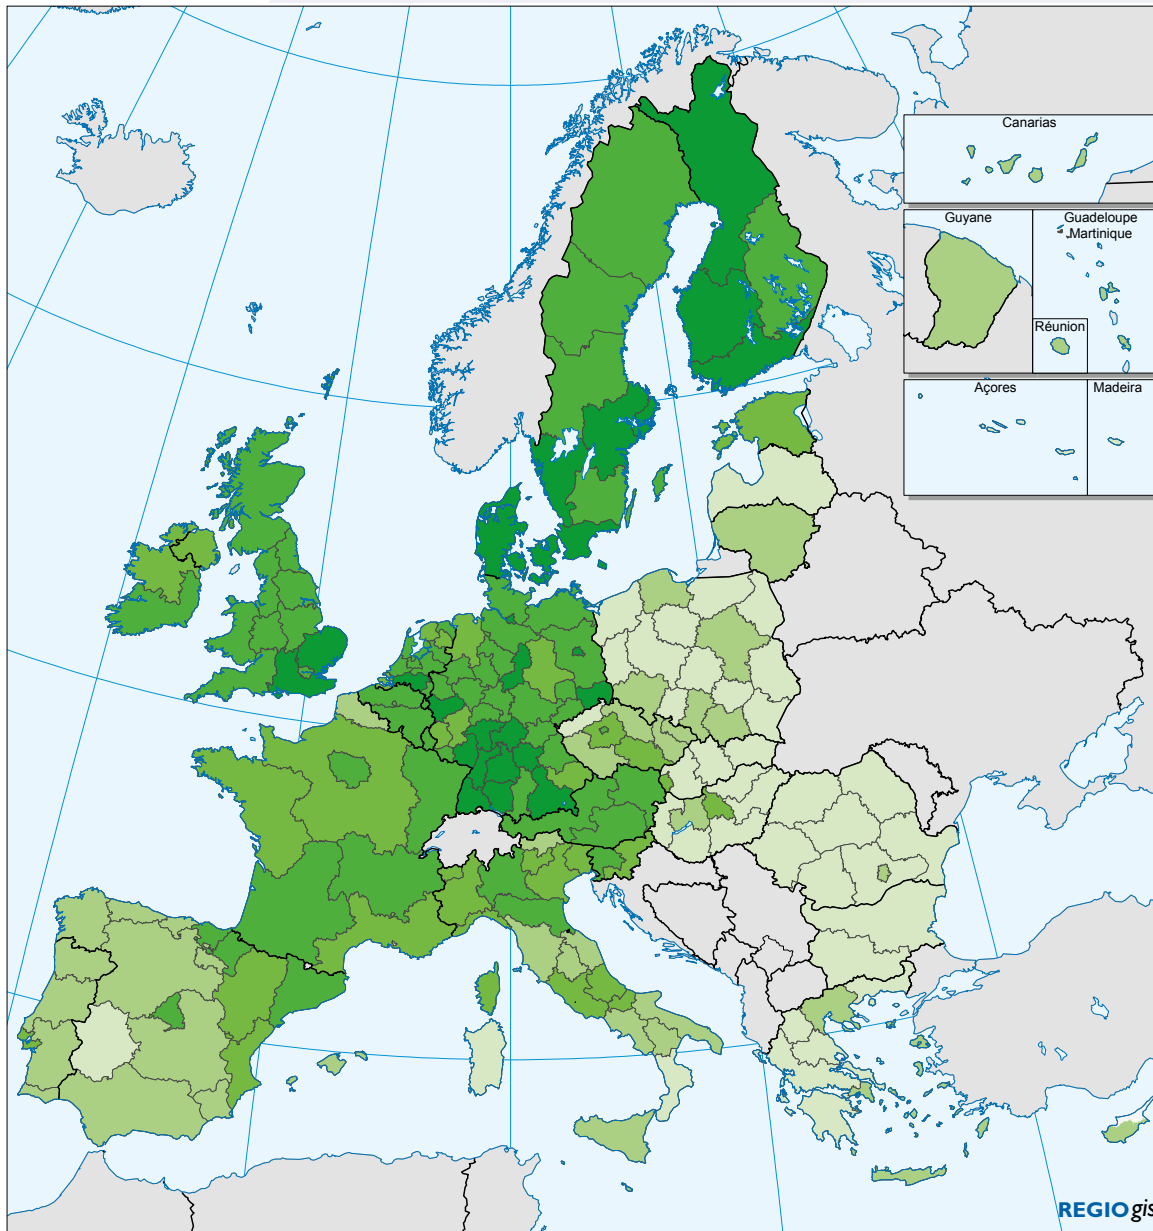 Canarias
Guyane
Guadeloupe
Martinique
Réunion
Açores
Madeira
REGIOgis